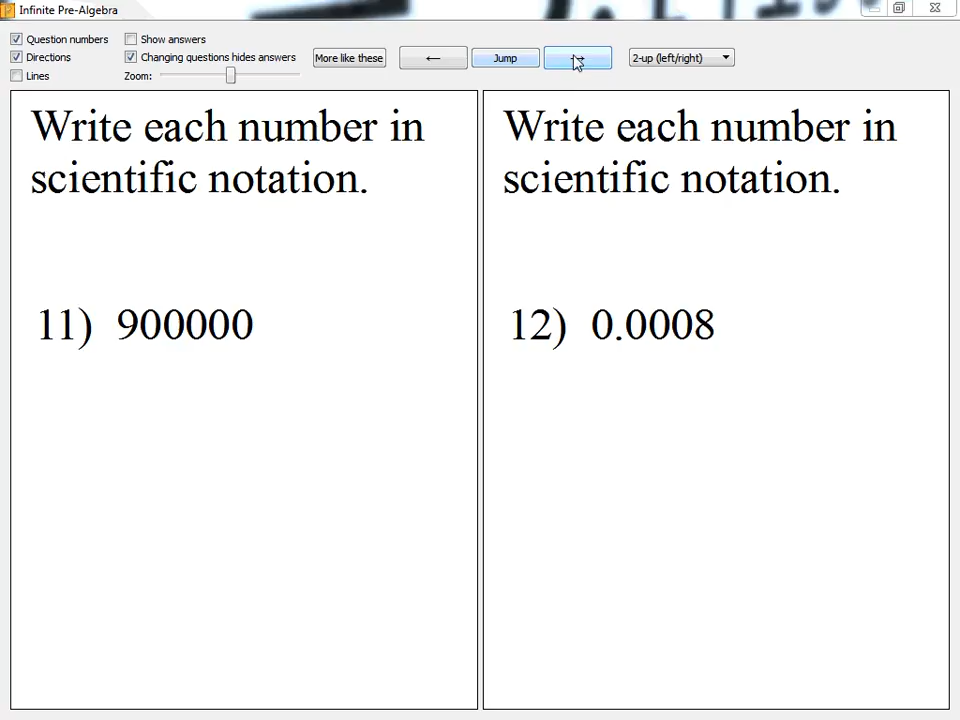 Infinite Pre-Algebra
Question numbers
Show answers
Directions
Changing questions hides answers
More like these
←
Jump
2-up (left/right)
Lines
Zoom:
Write each number in
scientific notation.
11) 900000
Write each number in
scientific notation.
12) 0.0008